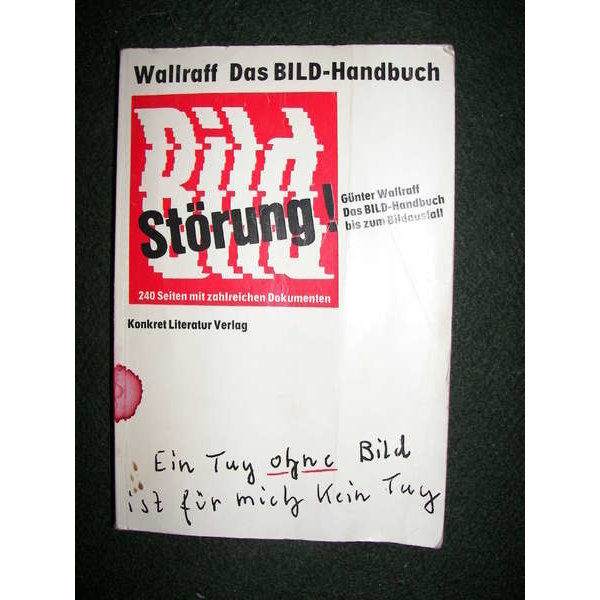 Wallraff Das BILD-Handbuch
Bild
Störung!
Günter Wallraff
Das BILD-Handbuch
bis zum Bildausfall
240 Seiten mit zahlreichen Dokumenten
Konkret Literatur Verlag
Ein Tag ohne Bild
ist für mich kein Tag